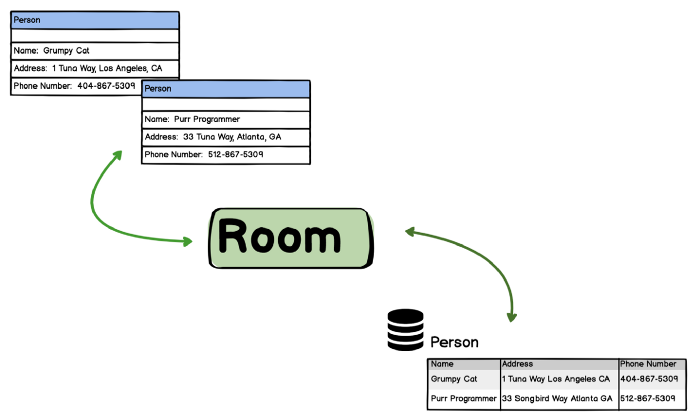 Person
Name: Grumpy Cat
Address: 1 Tuna Way, Los Angeles, CA
Phone Number: 404-867-5309
Person
Name: Purr Programmer
Address: 33 Tuna Way, Atlanta, GA
Phone Number: 512-867-5309
Room
Person
Name Address Phone Number
Grumpy Cat 1 Tuna Way Los Angeles CA 404-867-5309
Purr Programmer 33 Songbird Way Atlanta GA 512-867-5309